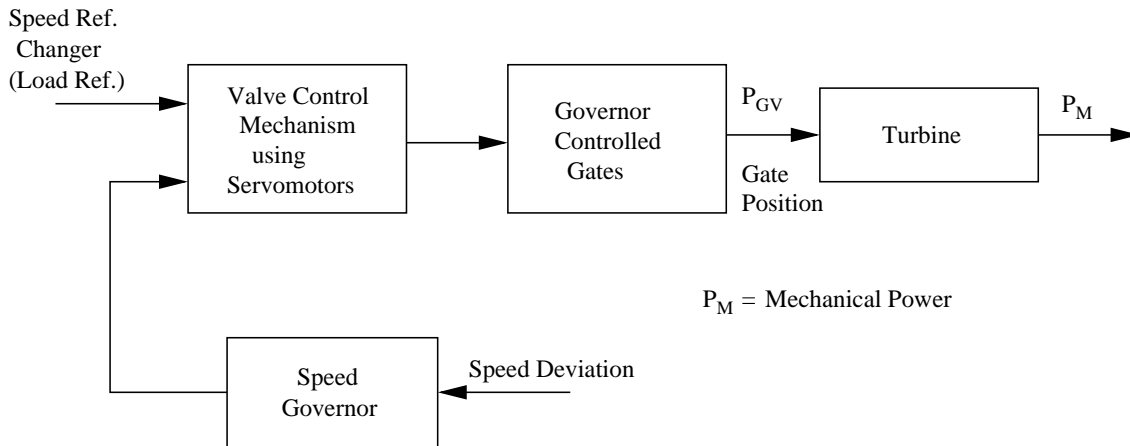 Speed Ref.
Changer
(Load Ref.)
Valve Control
Mechanism
using
Servomotors
Governor
Controlled
Gates
P_GV
Gate
Position
Turbine
P_M
P_M = Mechanical Power
Speed
Governor
Speed Deviation